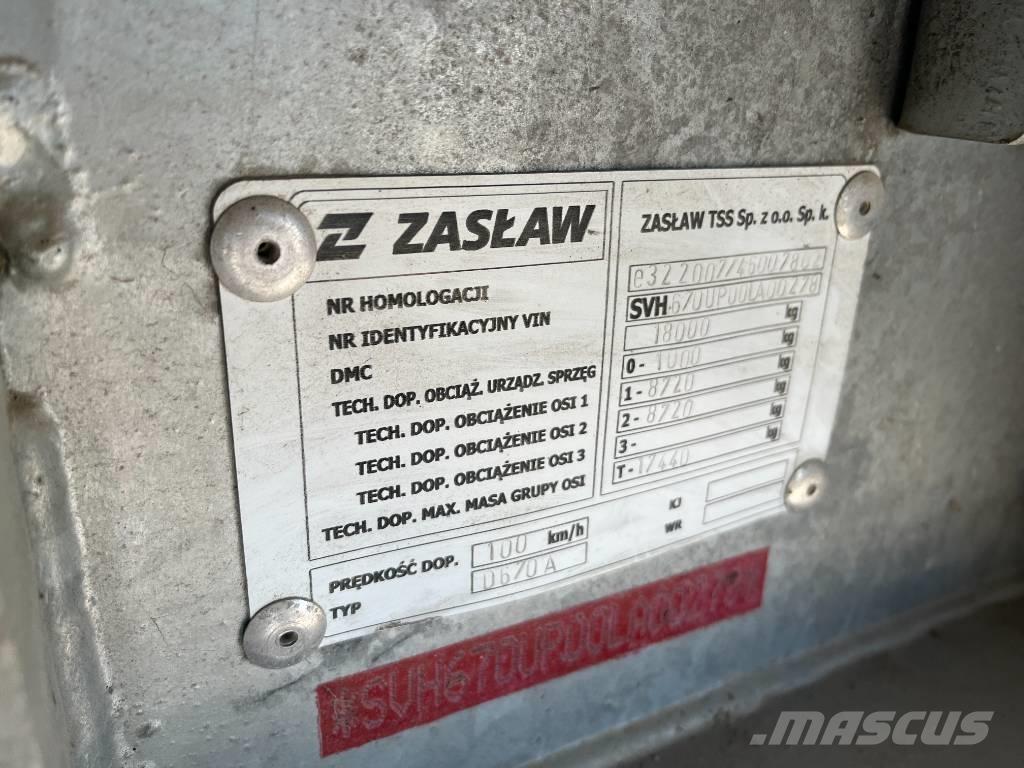 ZASŁAW
ZASŁAW TSS Sp. z o.o. Sp. k.
NR HOMOLOGACJI
NR IDENTYFIKACYJNY VIN SVH
DMC 18000 kg
TECH. DOP. OBCIĄŻ. URZĄDZ. SPRZĘG 0- 1000 kg
TECH. DOP. OBCIĄŻENIE OSI 1 1- 8720 kg
TECH. DOP. OBCIĄŻENIE OSI 2 2- 8720 kg
TECH. DOP. OBCIĄŻENIE OSI 3 3- kg
TECH. DOP. MAX. MASA GRUPY OSI T- 17440
PRĘDKOŚĆ DOP. 100 km/h
TYP D670A
KJ
WR
MASCUS